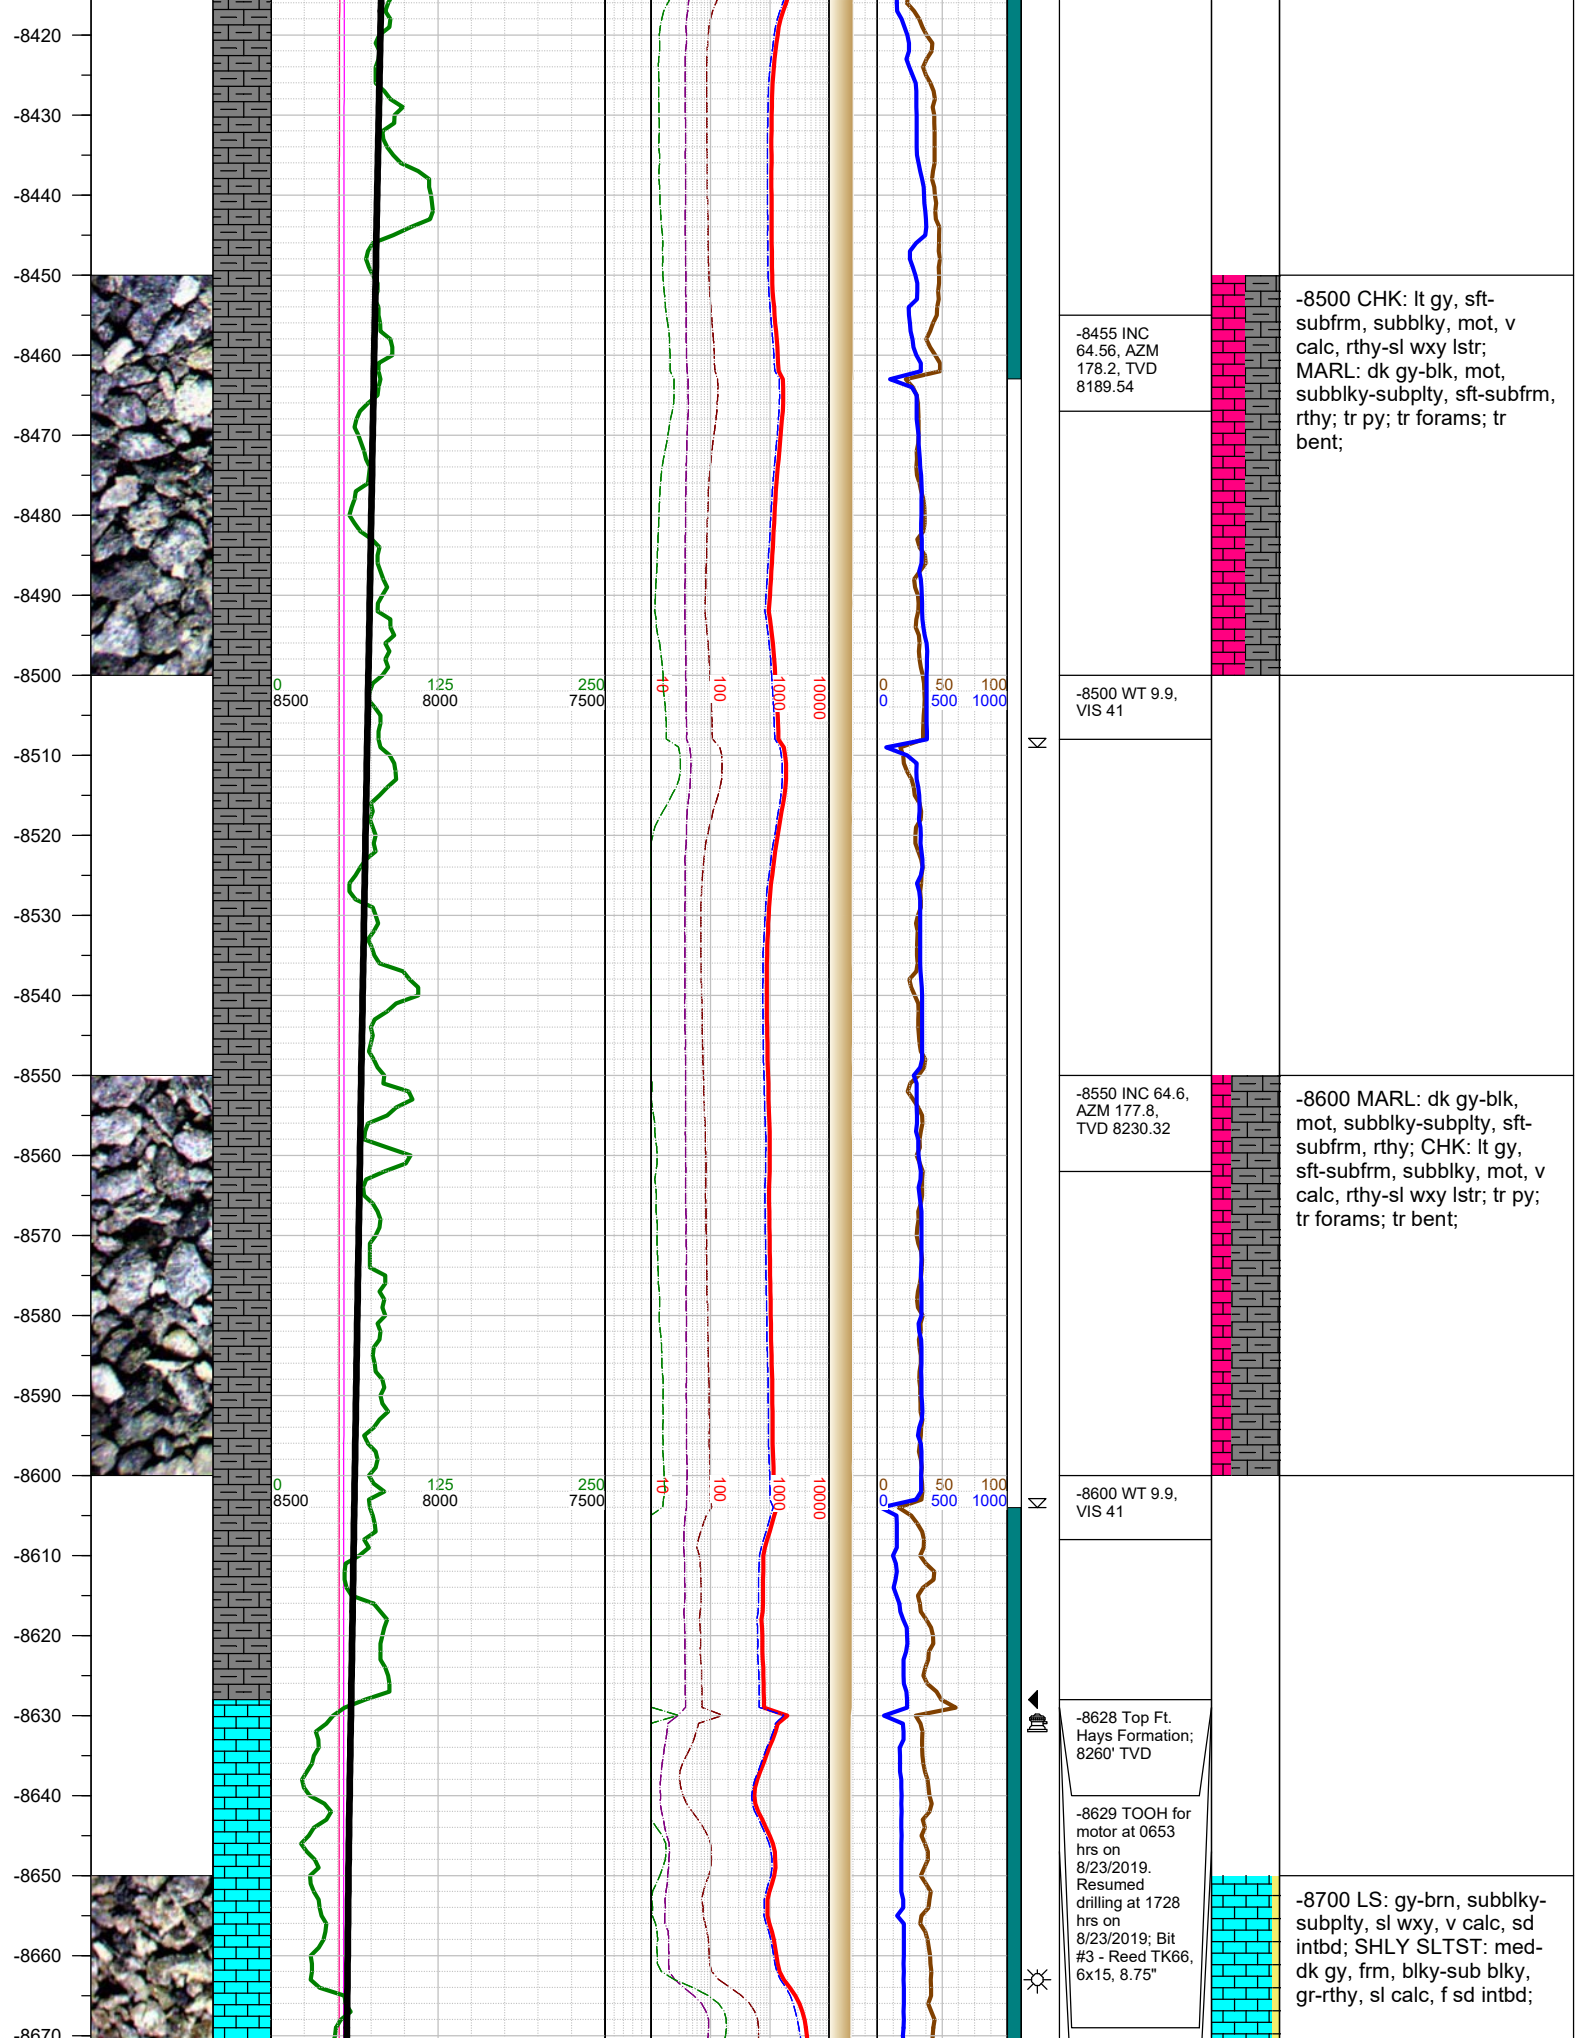 -8420
-8430
-8440
-8450
-8460
-8470
-8480
-8490
-8500
-8510
-8520
-8530
-8540
-8550
-8560
-8570
-8580
-8590
-8600
-8610
-8620
-8630
-8640
-8650
-8660
-8670
0 125 250
8500 8000 7500
10 100 1000 10000
0 50 100
0 500 1000
0 125 250
8500 8000 7500
10 100 1000 10000
0 50 100
0 500 1000
-8455 INC
64.56, AZM
178.2, TVD
8189.54
-8500 WT 9.9,
VIS 41
-8550 INC 64.6,
AZM 177.8,
TVD 8230.32
-8600 WT 9.9,
VIS 41
-8628 Top Ft.
Hays Formation;
8260' TVD
-8629 TOOH for
motor at 0653
hrs on
8/23/2019.
Resumed
drilling at 1728
hrs on
8/23/2019; Bit
#3 - Reed TK66,
6x15, 8.75"
-8500 CHK: lt gy, sft-
subfrm, subblky, mot, v
calc, rthy-sl wxy lstr;
MARL: dk gy-blk, mot,
subblky-subplty, sft-subfrm,
rthy; tr py; tr forams; tr
bent;
-8600 MARL: dk gy-blk,
mot, subblky-subplty, sft-
subfrm, rthy; CHK: lt gy,
sft-subfrm, subblky, mot, v
calc, rthy-sl wxy lstr; tr py;
tr forams; tr bent;
-8700 LS: gy-brn, subblky-
subplty, sl wxy, v calc, sd
intbd; SHLY SLTST: med-
dk gy, frm, blky-sub blky,
gr-rthy, sl calc, f sd intbd;